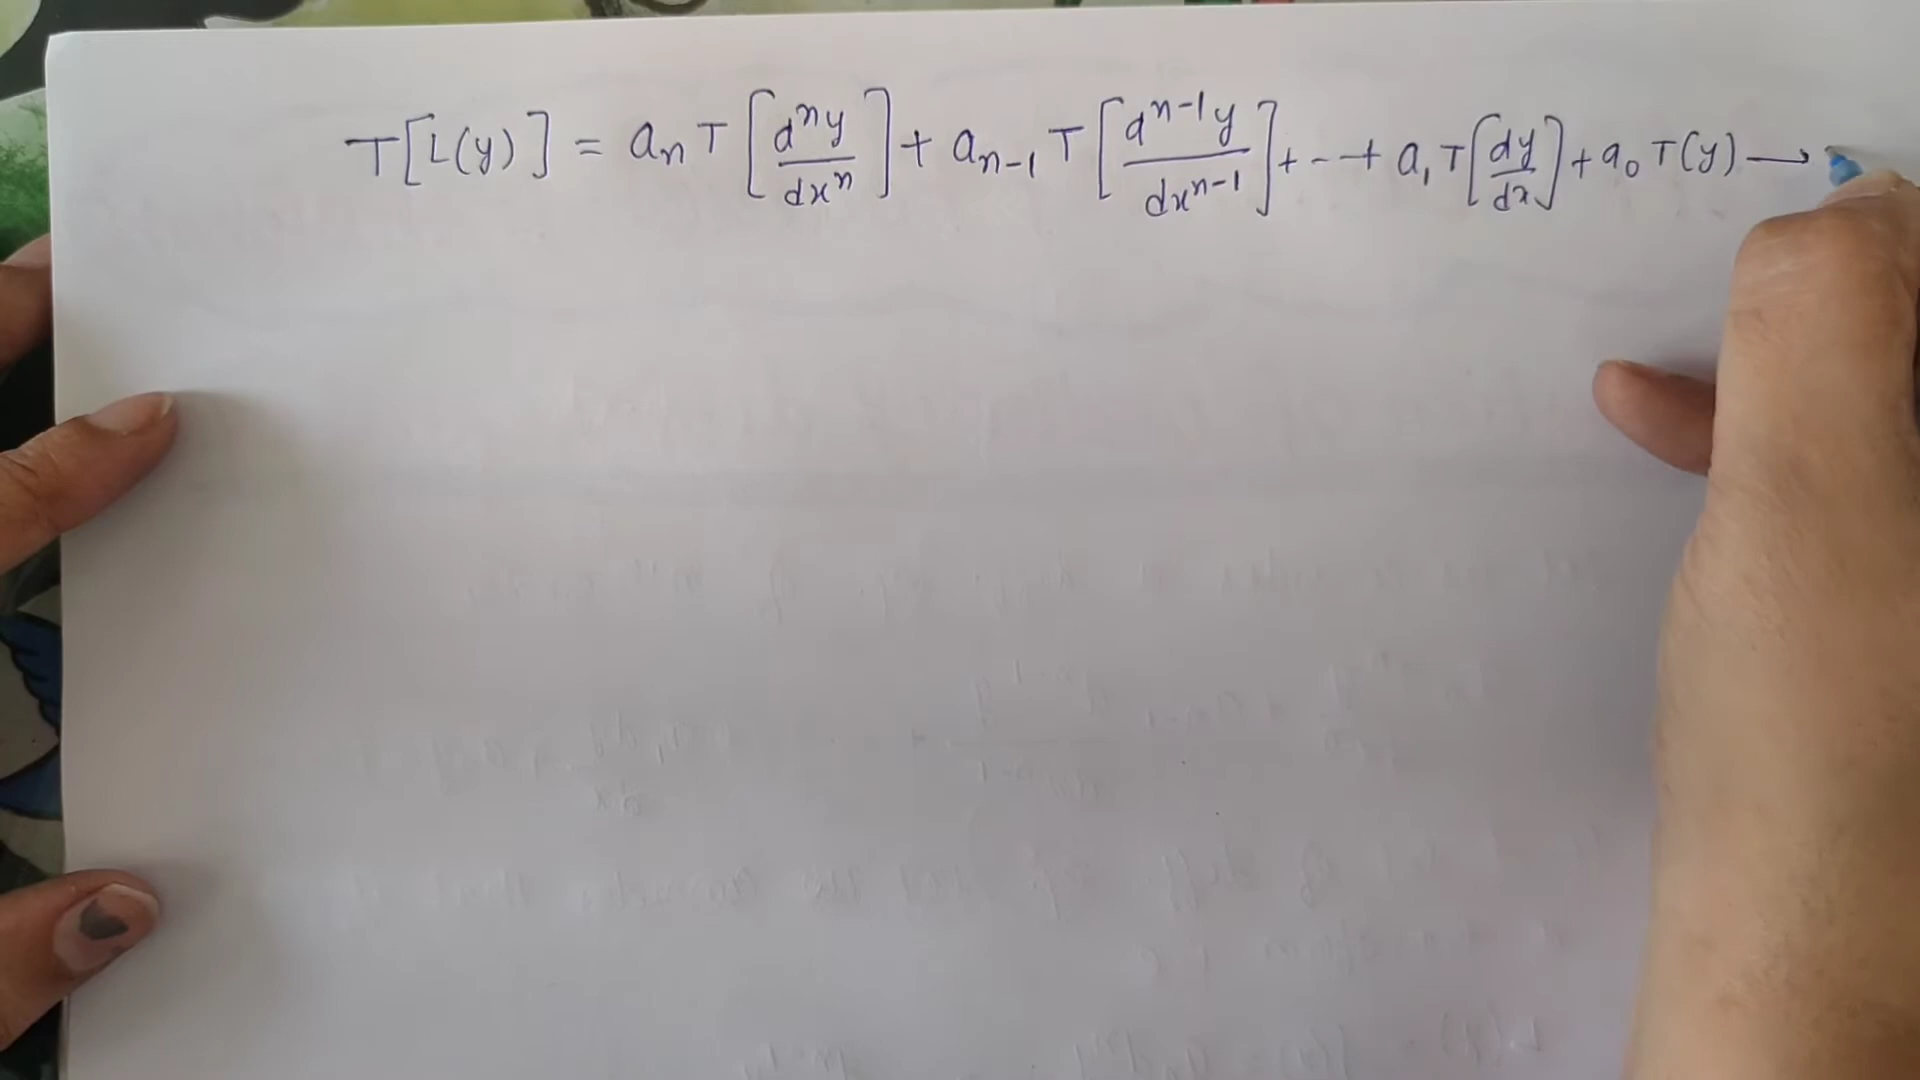 T[L(y)] = aₙ T [dⁿy/dxⁿ] + aₙ₋₁ T [dⁿ⁻¹y/dxⁿ⁻¹] + - - + a₁ T [dy/dx] + a₀ T(y) →